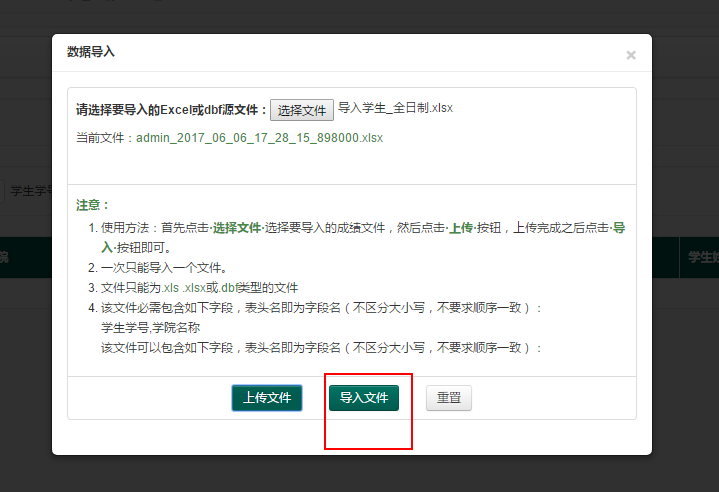 数据导入
×
请选择要导入的Excel或dbf源文件：选择文件 导入学生_全日制.xlsx
当前文件：admin_2017_06_06_17_28_15_898000.xlsx
学生学号
注意：
1. 使用方法：首先点击·选择文件·选择要导入的成绩文件，然后点击·上传·按钮，上传完成之后点击·导
入·按钮即可。
院
学生姓
2. 一次只能导入一个文件。
3. 文件只能为.xls .xlsx或.dbf类型的文件
4. 该文件必需包含如下字段，表头名即为字段名（不区分大小写，不要求顺序一致）：
学生学号,学院名称
该文件可以包含如下字段，表头名即为字段名（不区分大小写，不要求顺序一致）：
上传文件 导入文件 重置